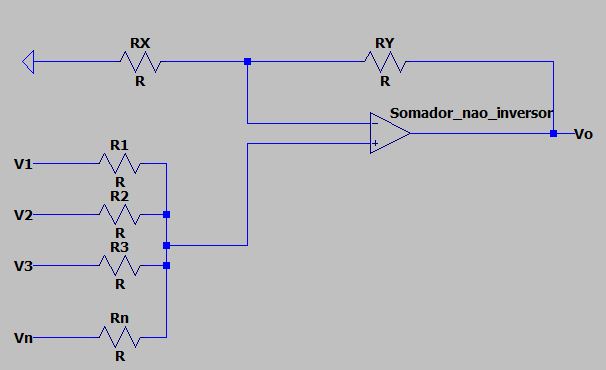 RX
R
RY
R
Somador_nao_inversor
Vo
V1
R1
R
V2
R2
R
V3
R3
R
Vn
Rn
R